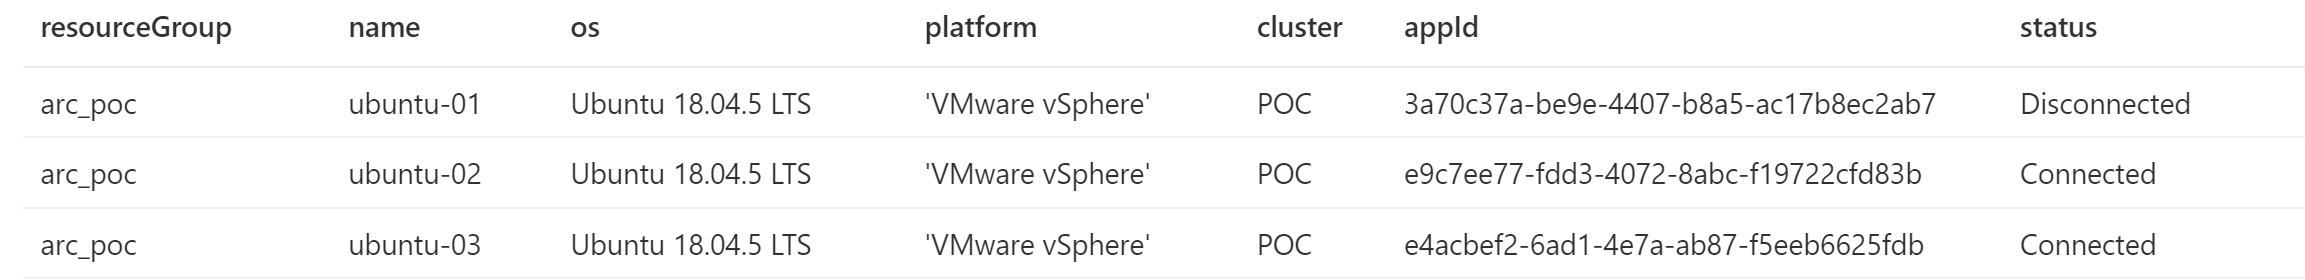 resourceGroup name os platform cluster appId status
arc_poc ubuntu-01 Ubuntu 18.04.5 LTS 'VMware vSphere' POC 3a70c37a-be9e-4407-b8a5-ac17b8ec2ab7 Disconnected
arc_poc ubuntu-02 Ubuntu 18.04.5 LTS 'VMware vSphere' POC e9c7ee77-fdd3-4072-8abc-f19722cfd83b Connected
arc_poc ubuntu-03 Ubuntu 18.04.5 LTS 'VMware vSphere' POC e4acbef2-6ad1-4e7a-ab87-f5eeb6625fdb Connected